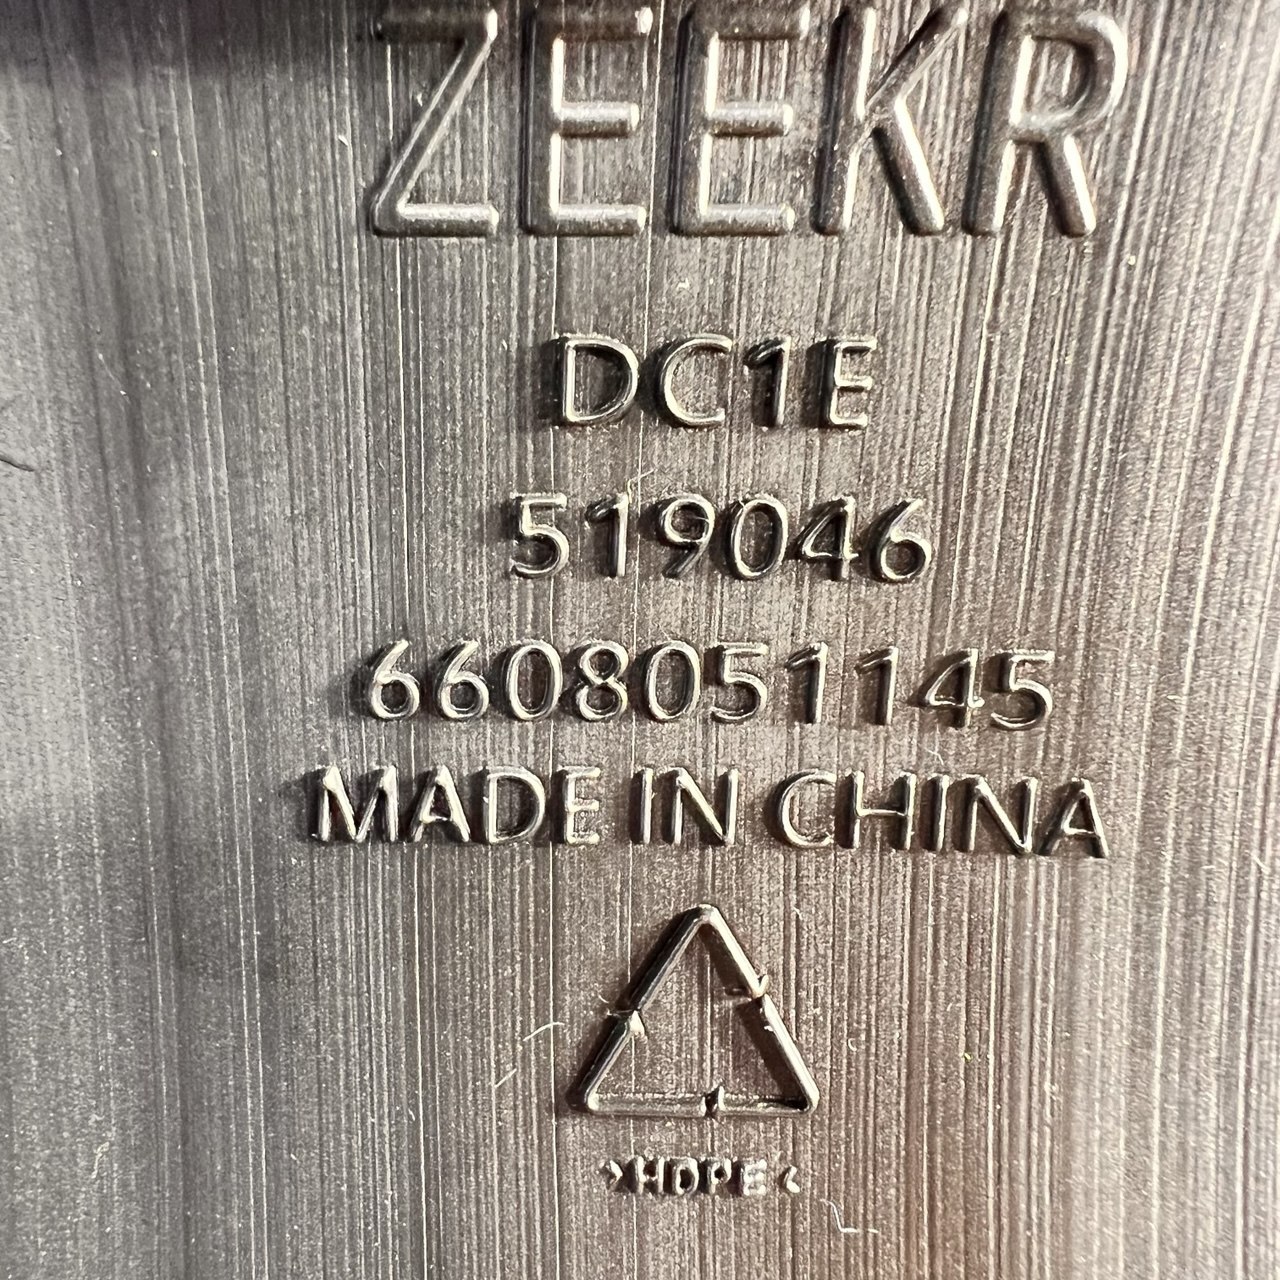 ZEEKR
DC1E
519046
6608051145
MADE IN CHINA
>HDPE<